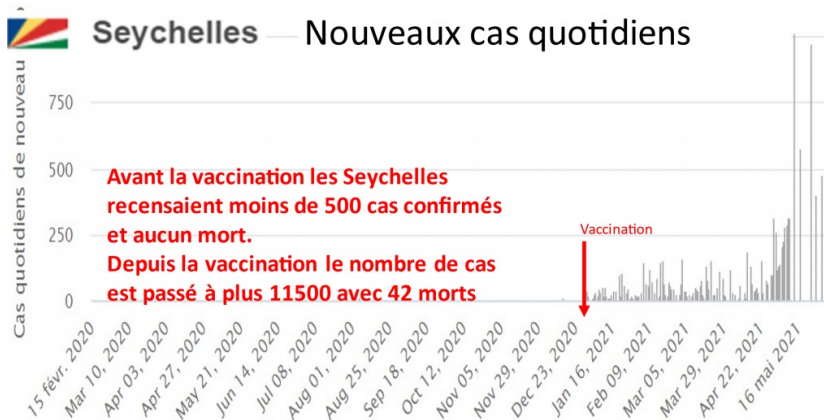 Seychelles Nouveaux cas quotidiens
Cas quotidiens de nouveau
750
500
250
0
Avant la vaccination les Seychelles
recensaient moins de 500 cas confirmés
et aucun mort.
Depuis la vaccination le nombre de cas
est passé à plus 11500 avec 42 morts
Vaccination
15 févr. 2020
Mar 10, 2020
Apr 03, 2020
Apr 27, 2020
May 21, 2020
Jun 14, 2020
Jul 08, 2020
Aug 01, 2020
Aug 25, 2020
Sep 18, 2020
Oct 12, 2020
Nov 05, 2020
Nov 29, 2020
Dec 23, 2020
Jan 16, 2021
Feb 09, 2021
Mar 05, 2021
Mar 29, 2021
Apr 22, 2021
16 mai 2021